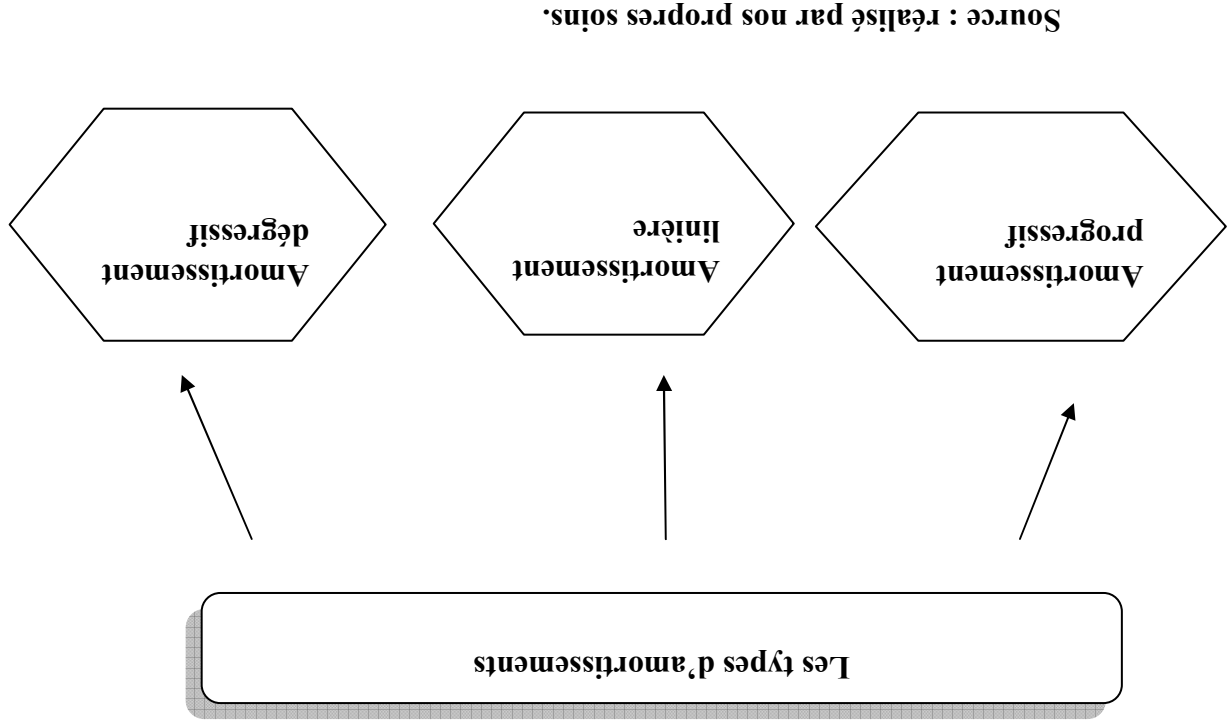 Les types d’amortissements
Amortissement
progressif
Amortissement
linière
Amortissement
dégressif
Source : réalisé par nos propres soins.